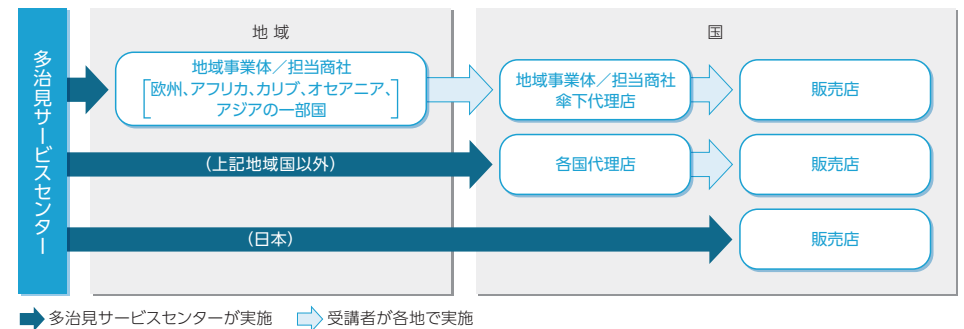 多治見サービスセンター
地 域
国
地域事業体／担当商社
欧州、アフリカ、カリブ、オセアニア、
アジアの一部国
地域事業体／担当商社
傘下代理店
販売店
（上記地域国以外）
各国代理店
販売店
（日本）
販売店
多治見サービスセンターが実施
受講者が各地で実施